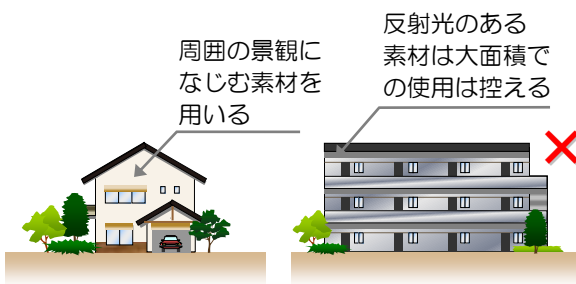 周囲の景観に
なじむ素材を
用いる
反射光のある
素材は大面積で
の使用は控える